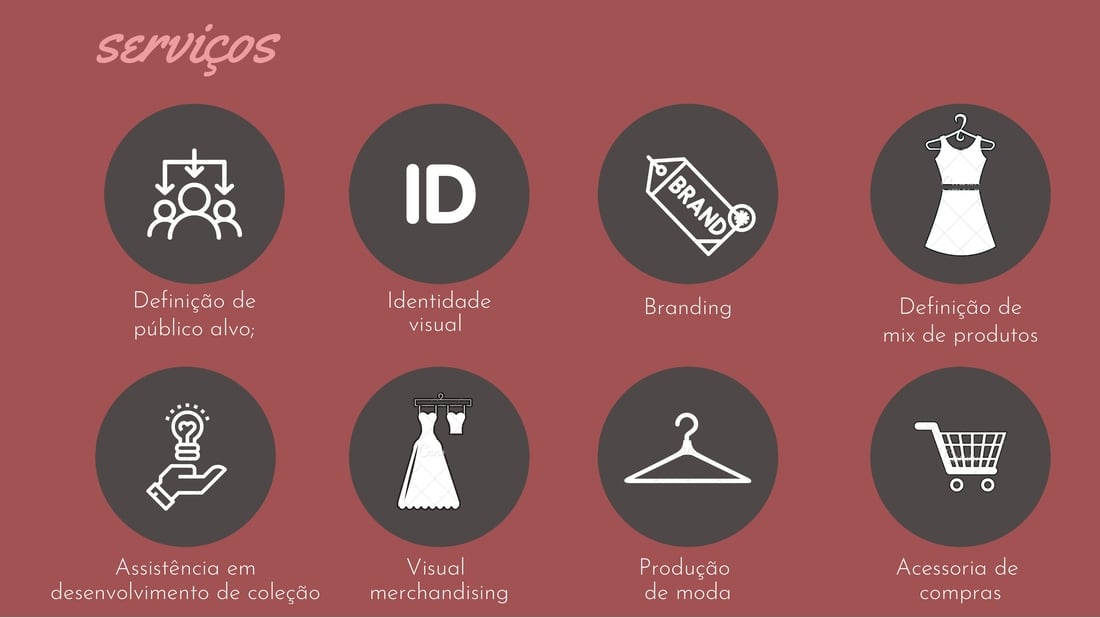 serviços
ID
BRAND
Definição de
público alvo;
Identidade
visual
Branding
Definição de
mix de produtos
Assistência em
desenvolvimento de coleção
Visual
merchandising
Produção
de moda
Acessoria de
compras